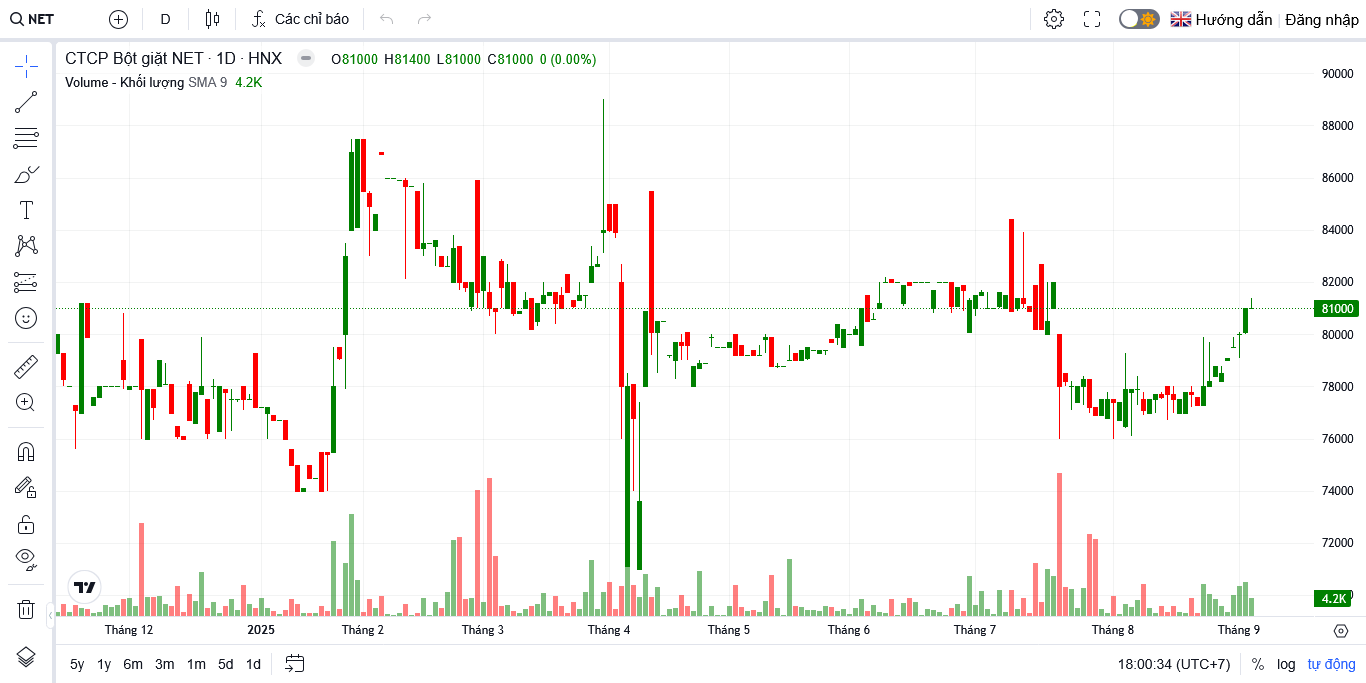 NET D Các chỉ báo Hướng dẫn Đăng nhập
CTCP Bột giặt NET · 1D · HNX O81000 H81400 L81000 C81000 0 (0.00%)
Volume - Khối lượng SMA 9 4.2K
90000
88000
86000
84000
82000
81000
80000
78000
76000
74000
72000
4.2K
Tháng 12 2025 Tháng 2 Tháng 3 Tháng 4 Tháng 5 Tháng 6 Tháng 7 Tháng 8 Tháng 9
5y 1y 6m 3m 1m 5d 1d 18:00:34 (UTC+7) % log tự động